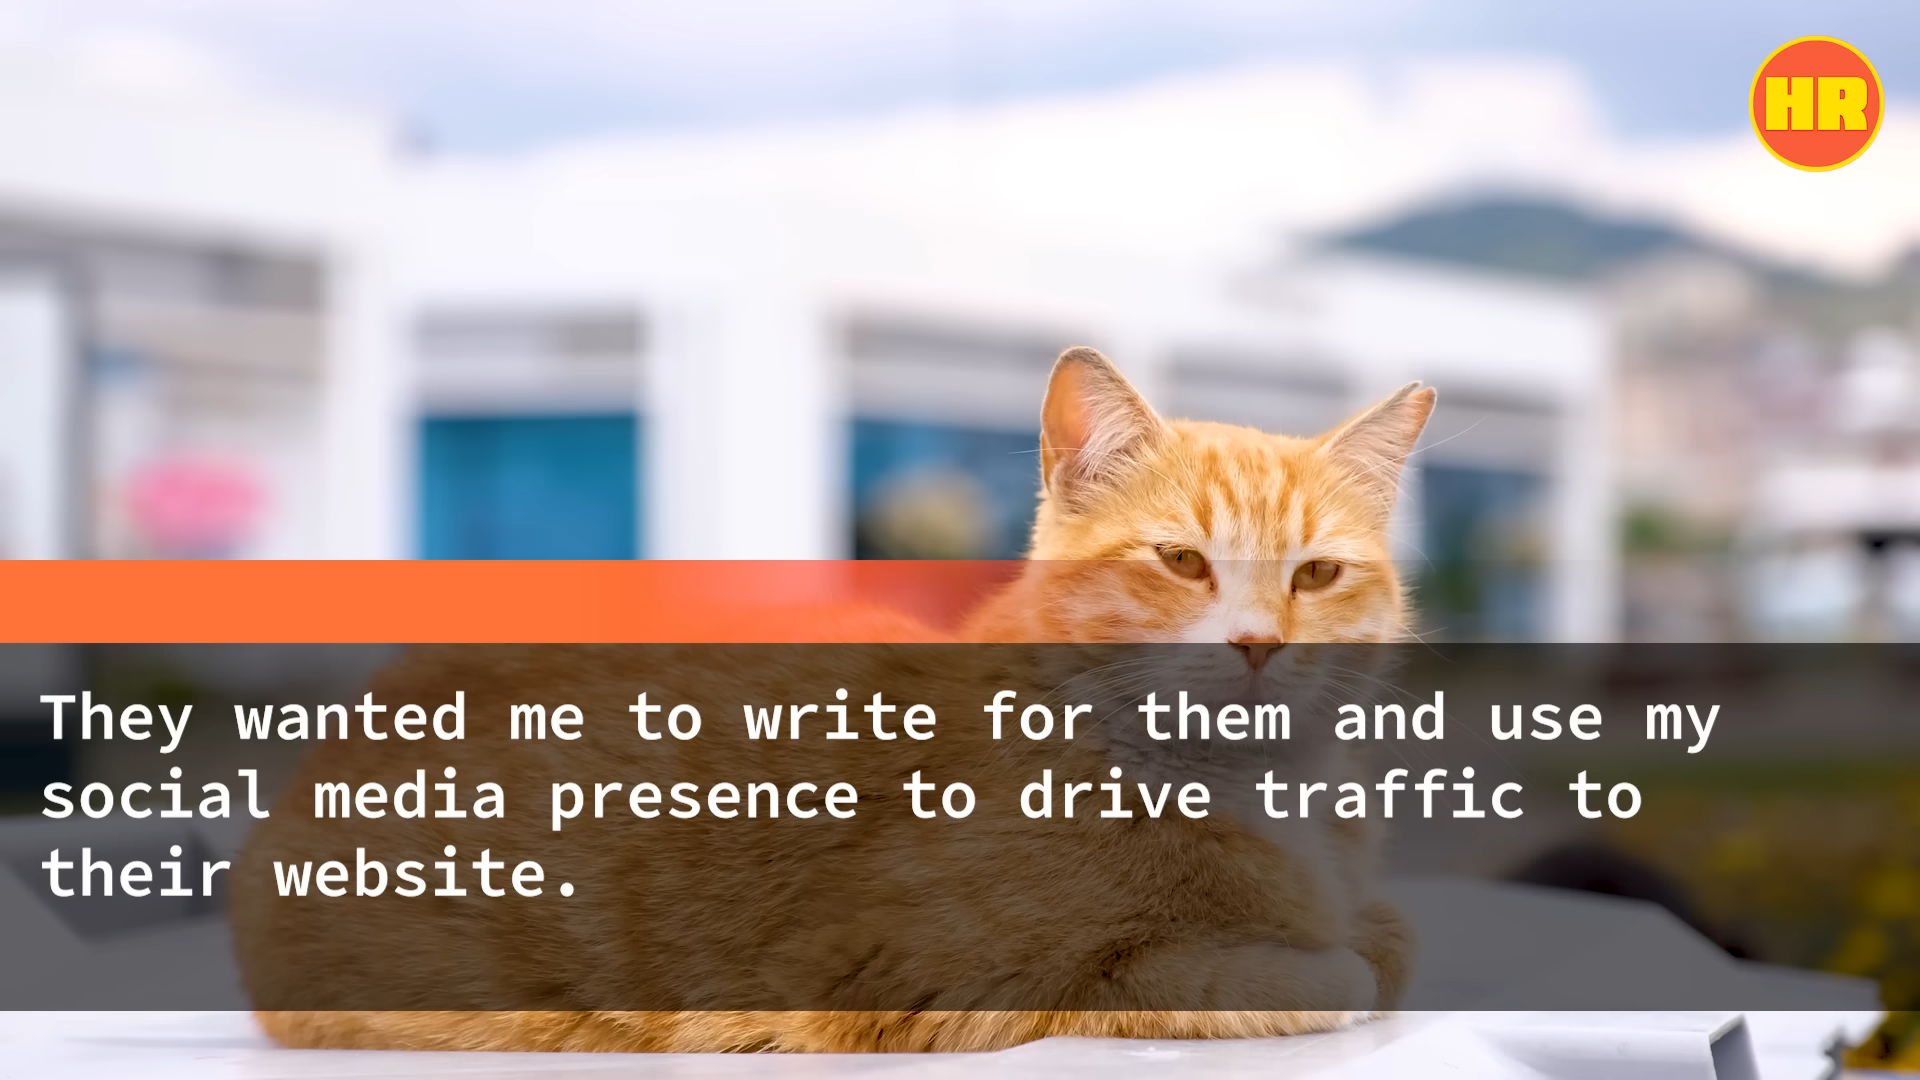 HR
They wanted me to write for them and use my
social media presence to drive traffic to
their website.